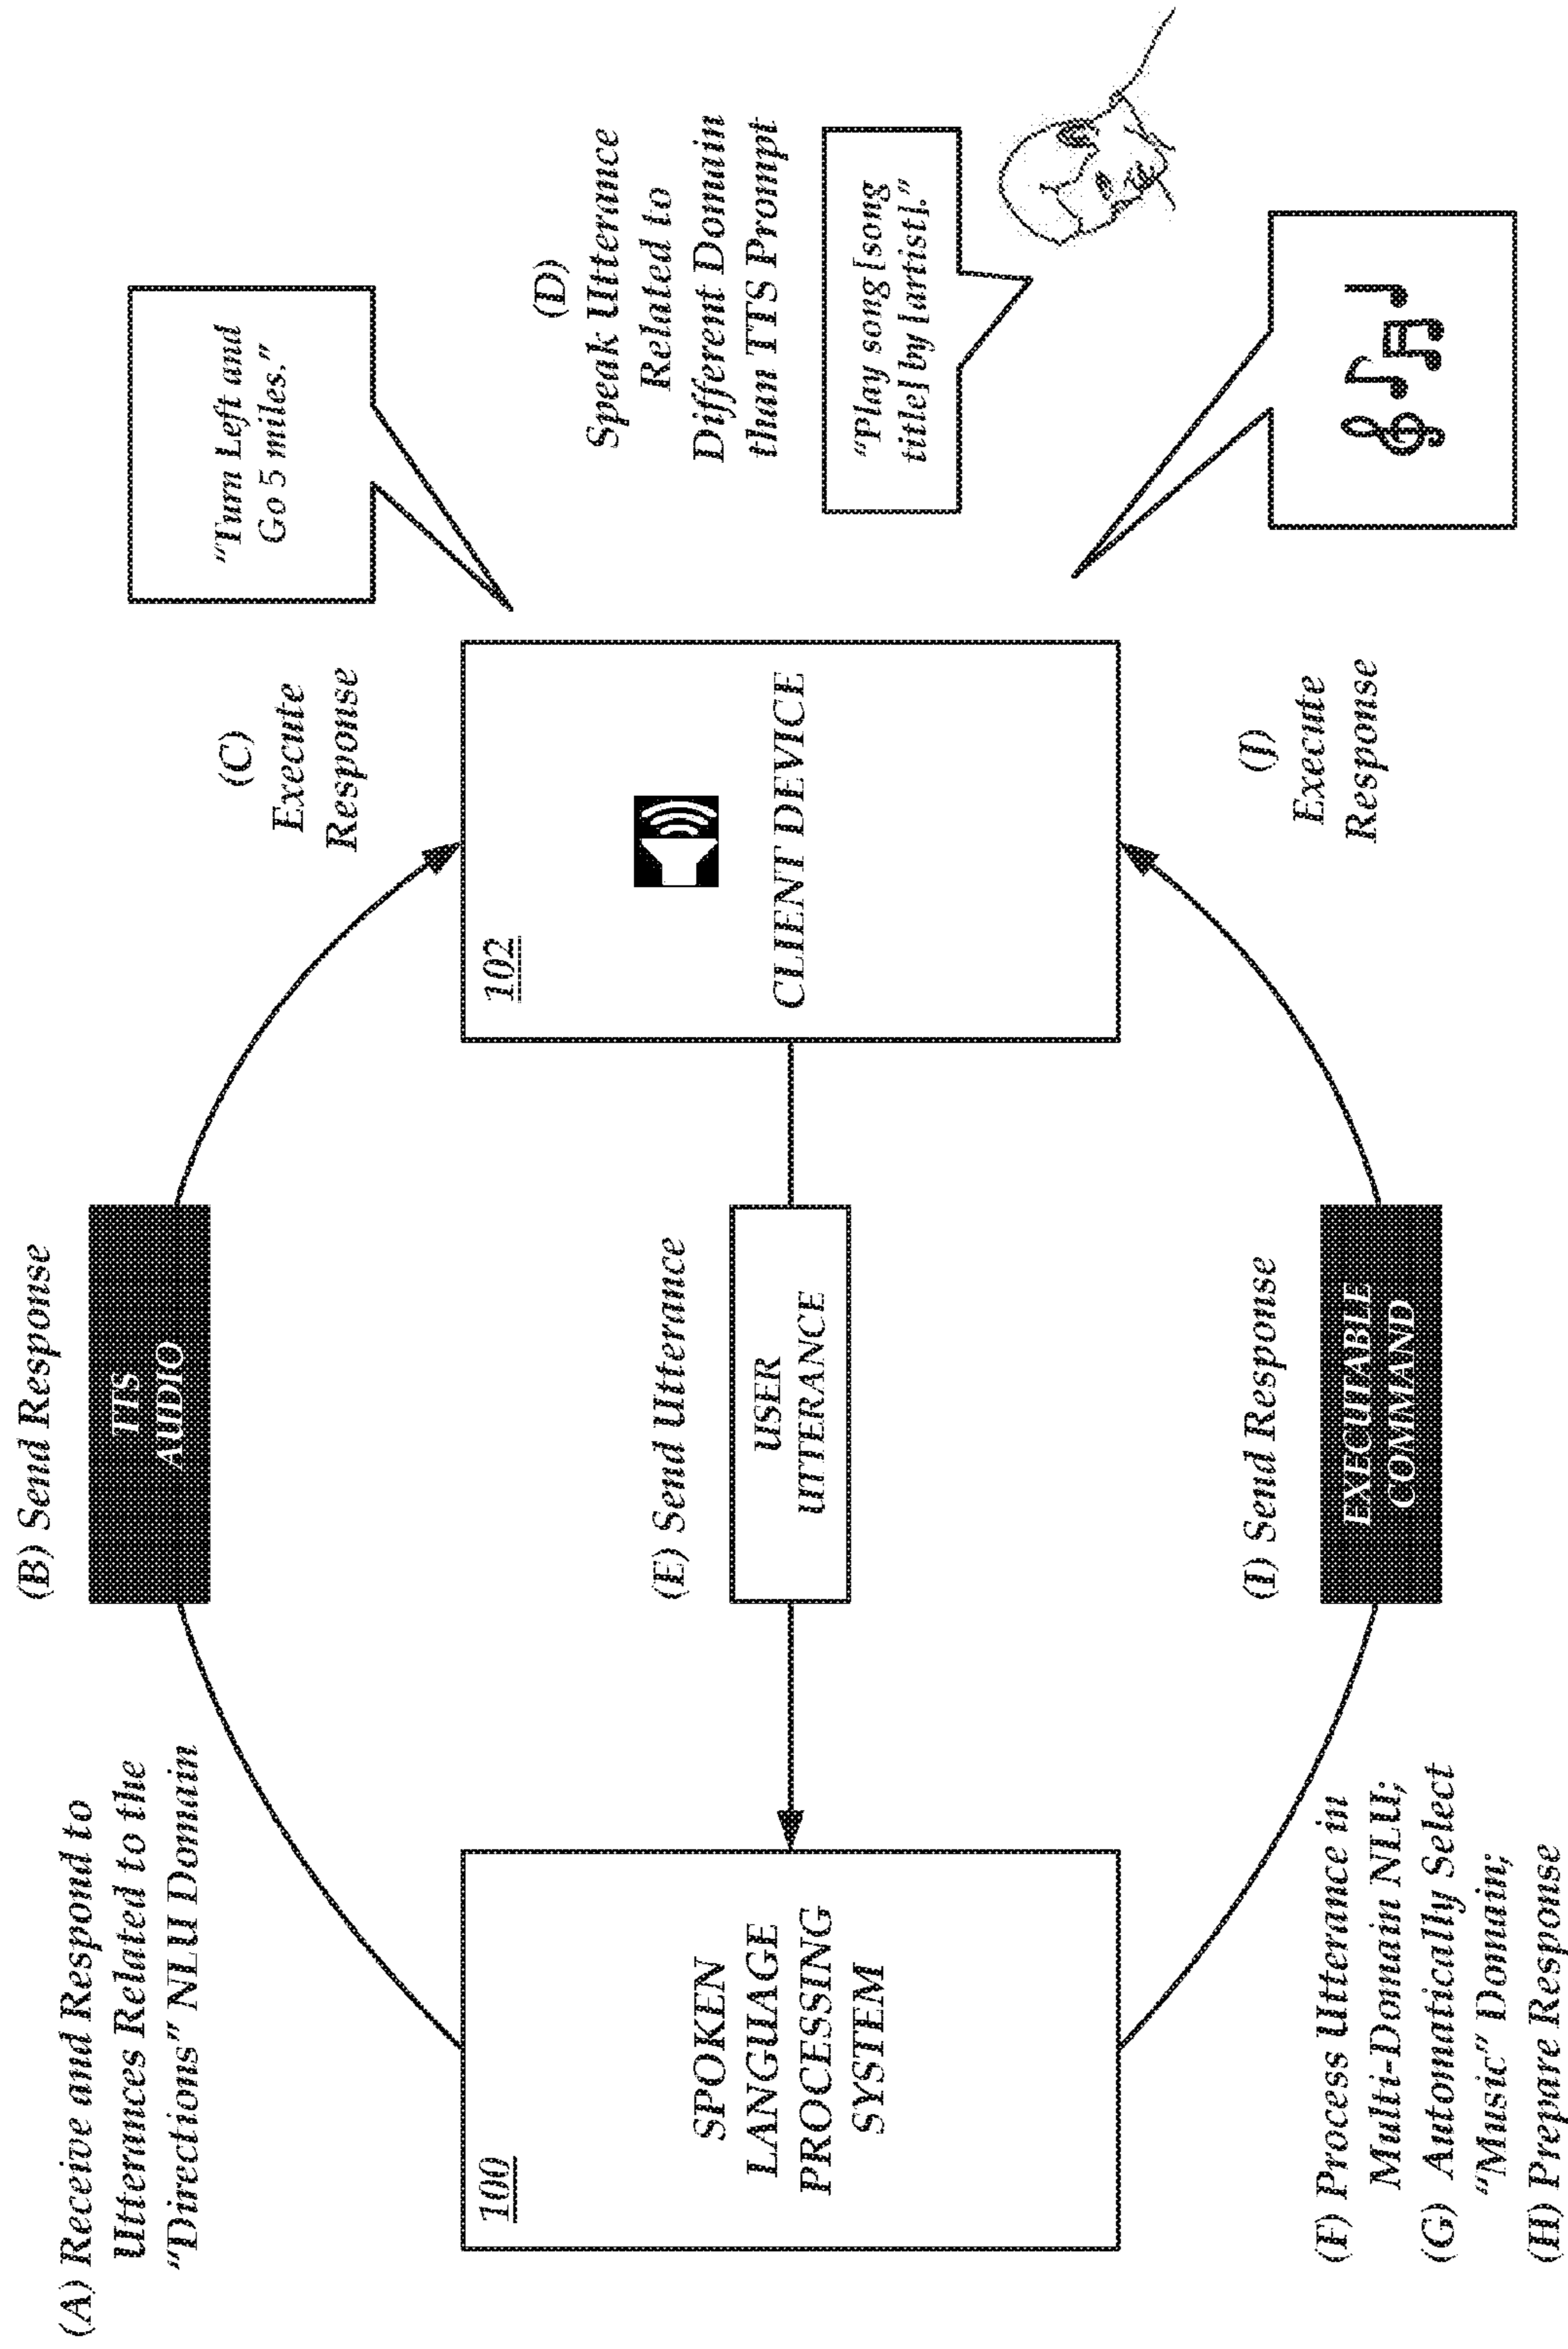 (A) Receive and Respond to
Utterances Related to the
"Directions" NLU Domain
(B) Send Response
TTS
AUDIO
(C)
Execute
Response
"Turn Left and
Go 5 miles."
100
SPOKEN
LANGUAGE
PROCESSING
SYSTEM
(E) Send Utterance
USER
UTTERANCE
102
CLIENT DEVICE
(D)
Speak Utterance
Related to
Different Domain
than TTS Prompt
"Play song [song
title] by [artist]."
(F) Process Utterance in
Multi-Domain NLU;
(G) Automatically Select
"Music" Domain;
(H) Prepare Response
(I) Send Response
EXECUTABLE
COMMAND
(J)
Execute
Response